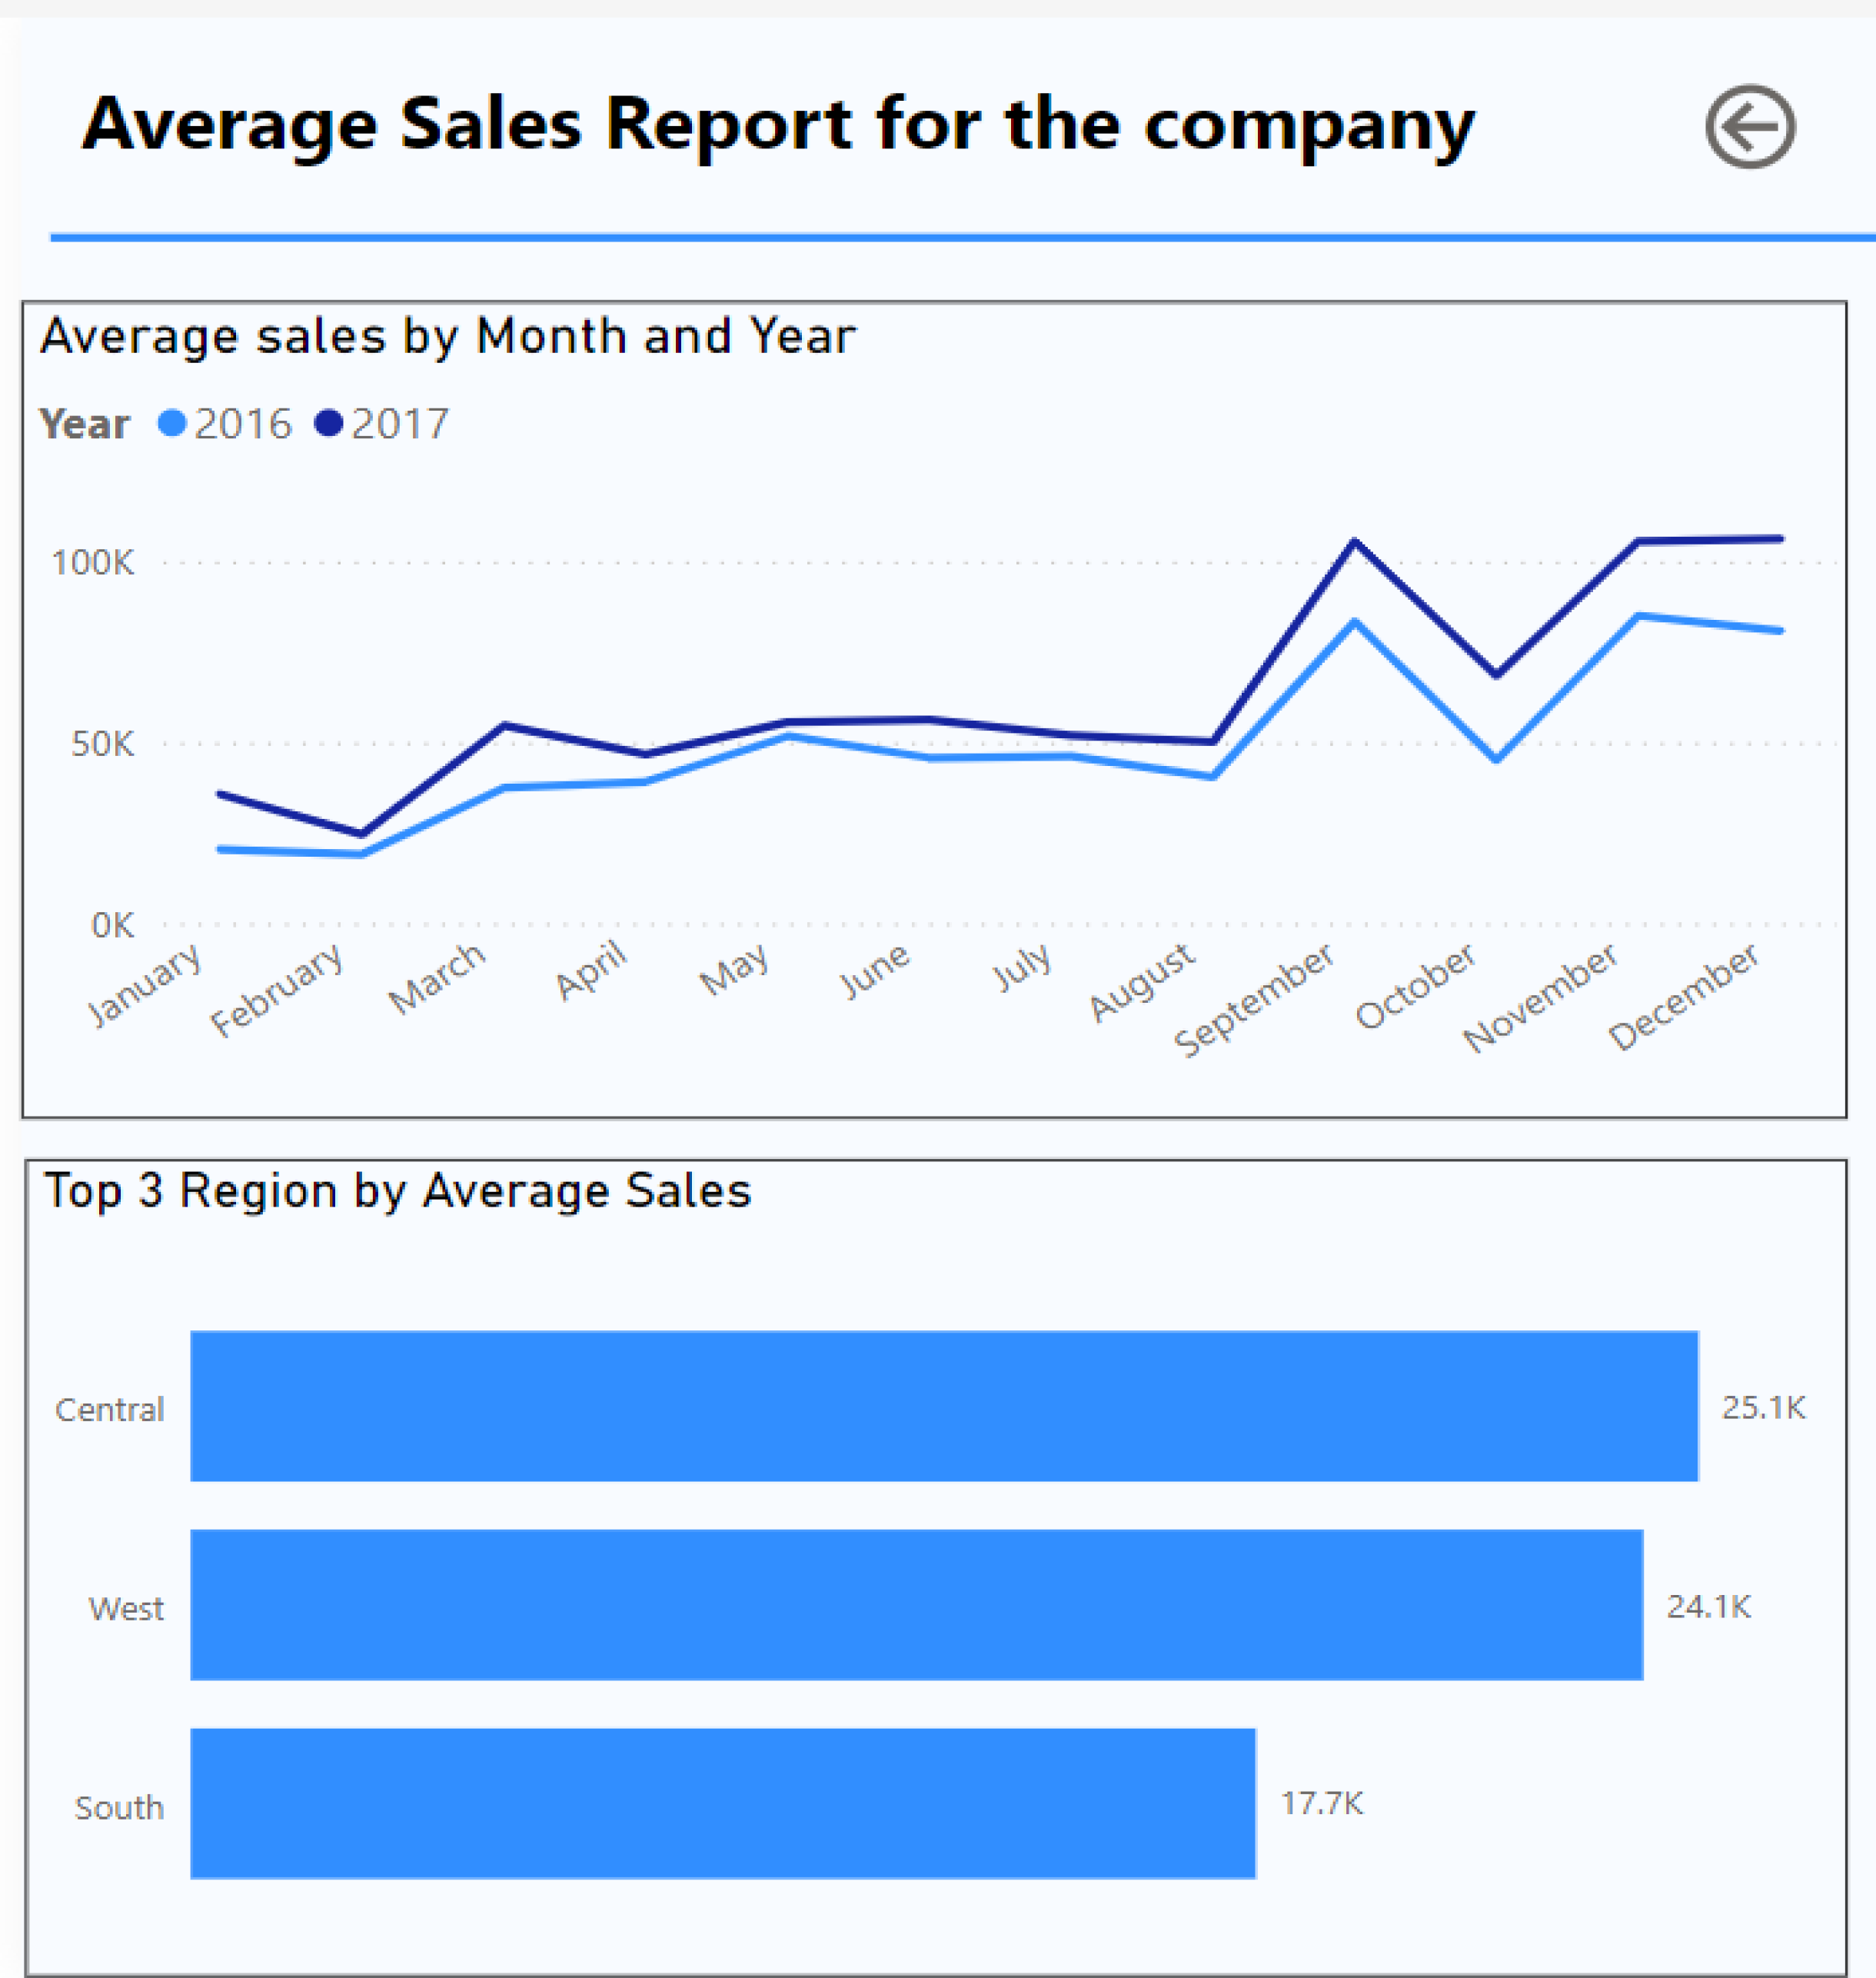 Average Sales Report for the company
Average sales by Month and Year
Year 2016 2017
100K
50K
0K
January February March April May June July August September October November December
Top 3 Region by Average Sales
Central 25.1K
West 24.1K
South 17.7K